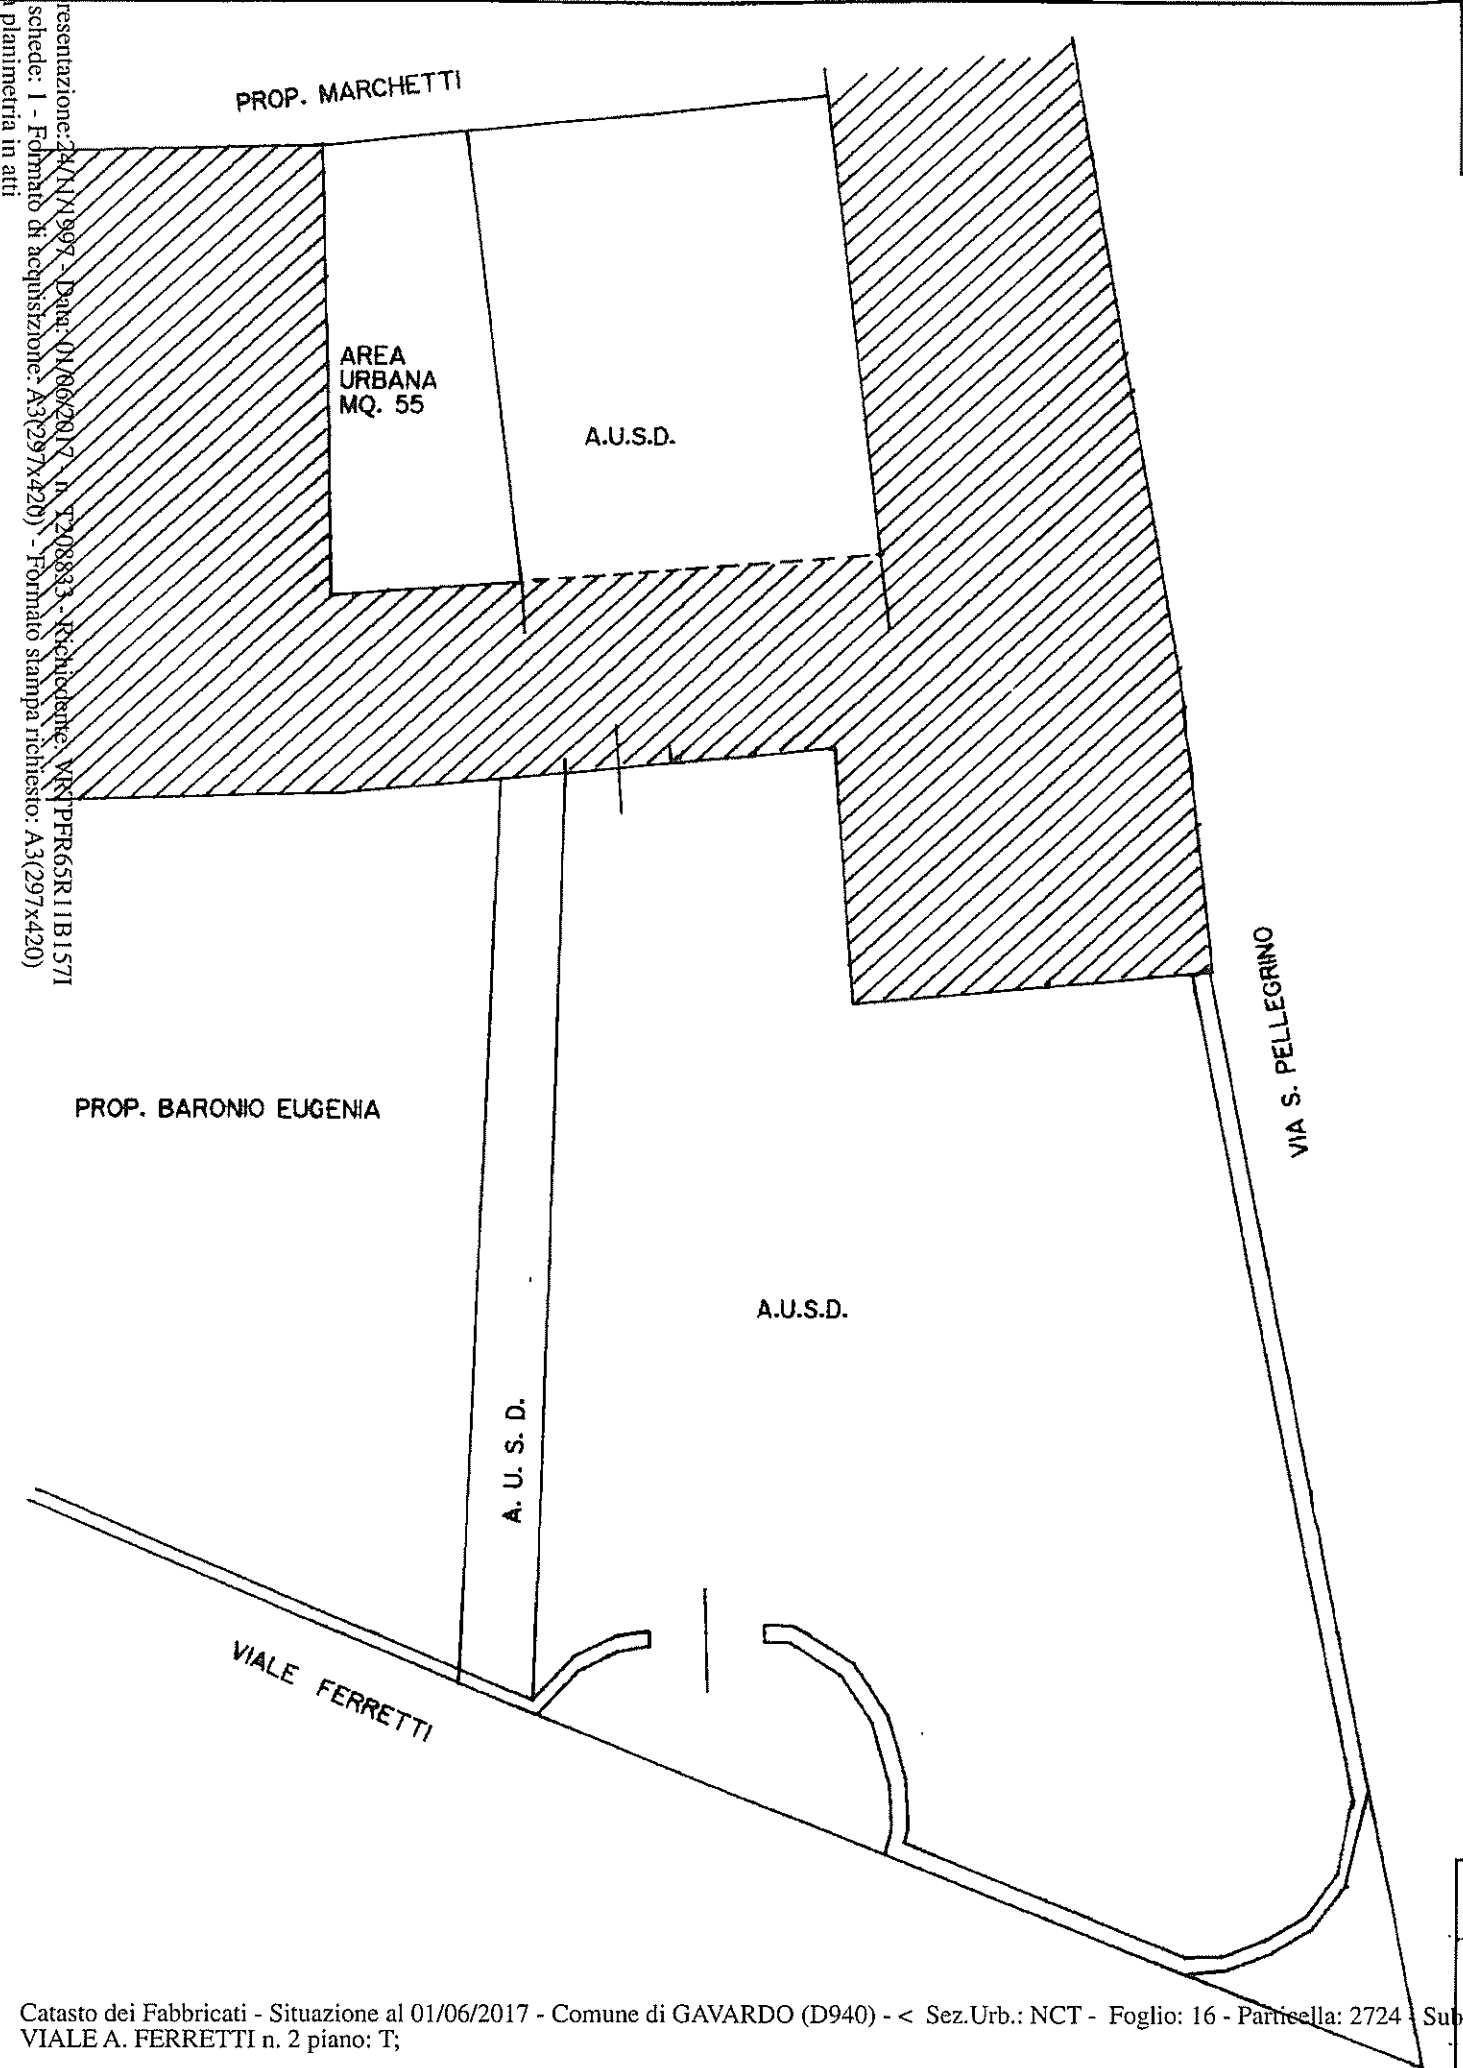 PROP. MARCHETTI
AREA
URBANA
MQ. 55
A.U.S.D.
VIA S. PELLEGRINO
PROP. BARONIO EUGENIA
A.U.S.D.
A. U. S. D.
VIALE FERRETTI
resentazione:24/11/1997 - Data: 01/06/2017 - n. T208833 - Richiedente: VRTPFR65R11B157I
schede: 1 - Formato di acquisizione: A3(297x420) - Formato stampa richiesto: A3(297x420)
planimetria in atti
Catasto dei Fabbricati - Situazione al 01/06/2017 - Comune di GAVARDO (D940) - < Sez.Urb.: NCT - Foglio: 16 - Particella: 2724 - Sub
VIALE A. FERRETTI n. 2 piano: T;